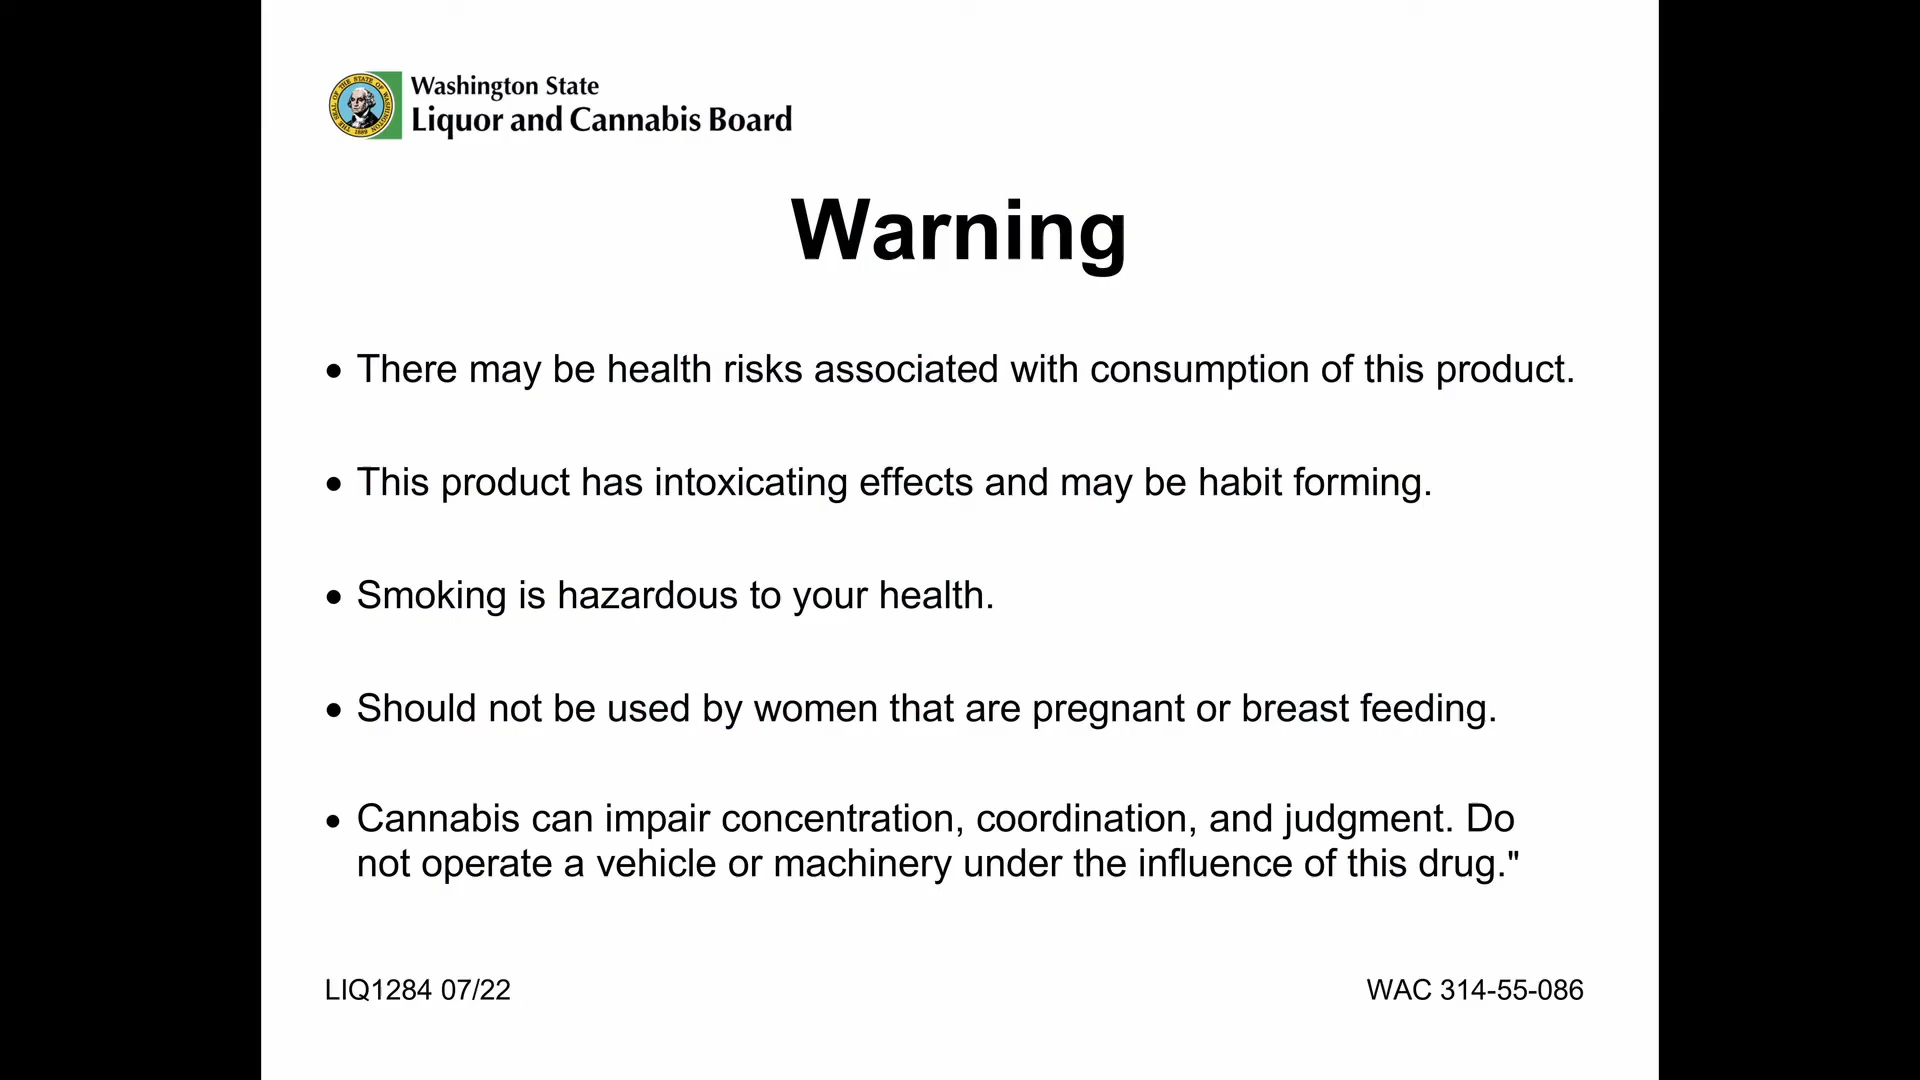 Washington State
Liquor and Cannabis Board
Warning
• There may be health risks associated with consumption of this product.
• This product has intoxicating effects and may be habit forming.
• Smoking is hazardous to your health.
• Should not be used by women that are pregnant or breast feeding.
• Cannabis can impair concentration, coordination, and judgment. Do
not operate a vehicle or machinery under the influence of this drug."
LIQ1284 07/22
WAC 314-55-086